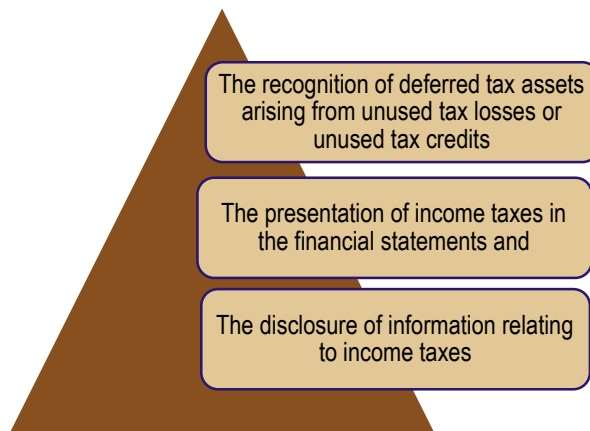 The recognition of deferred tax assets
arising from unused tax losses or
unused tax credits
The presentation of income taxes in
the financial statements and
The disclosure of information relating
to income taxes